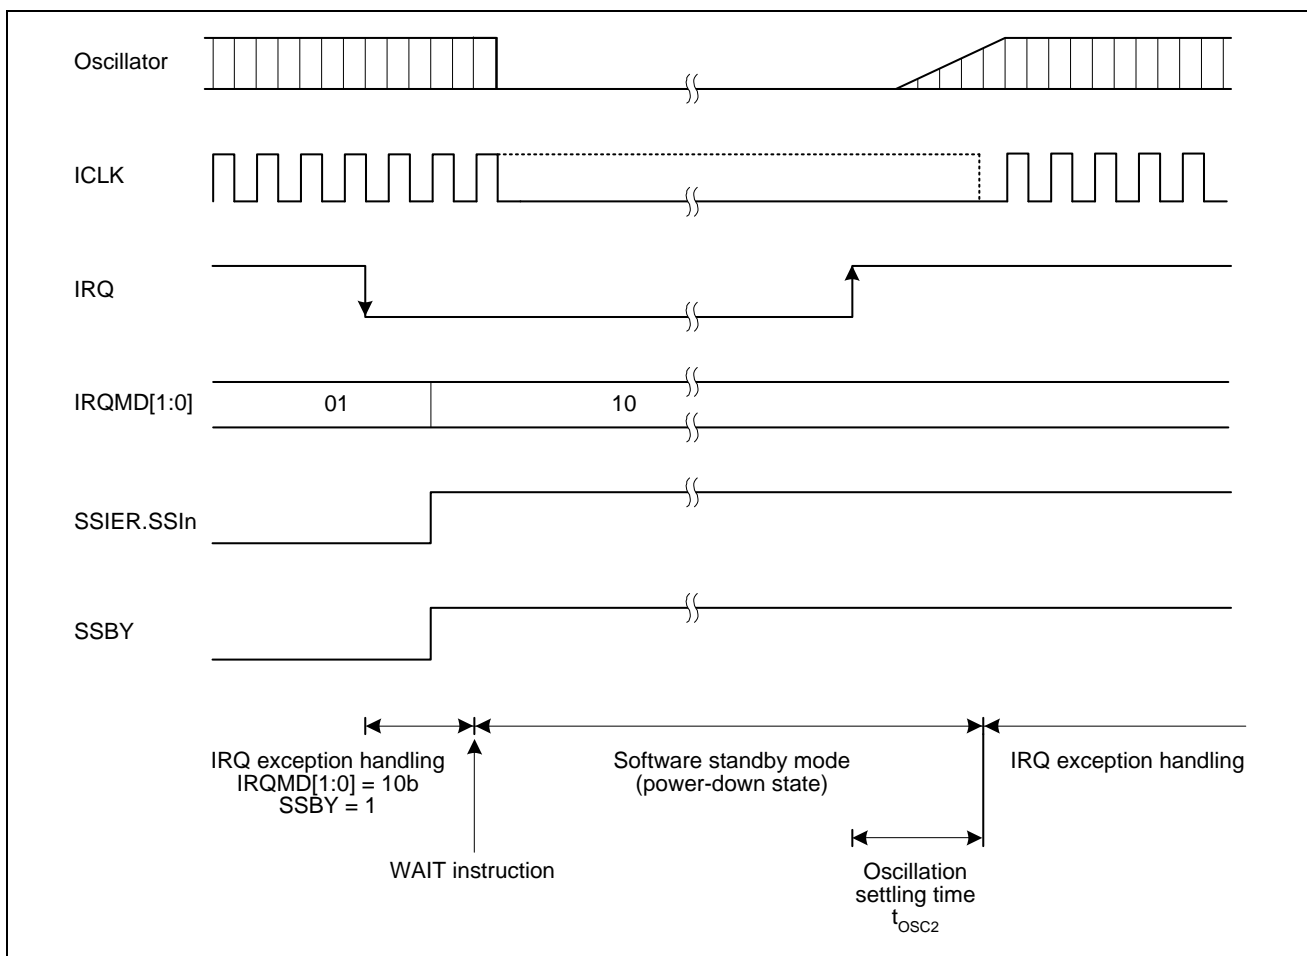 Oscillator
ICLK
IRQ
IRQMD[1:0]
01
10
SSIER.SSIn
SSBY
IRQ exception handling
IRQMD[1:0] = 10b
SSBY = 1
Software standby mode
(power-down state)
IRQ exception handling
WAIT instruction
Oscillation
settling time
tOSC2